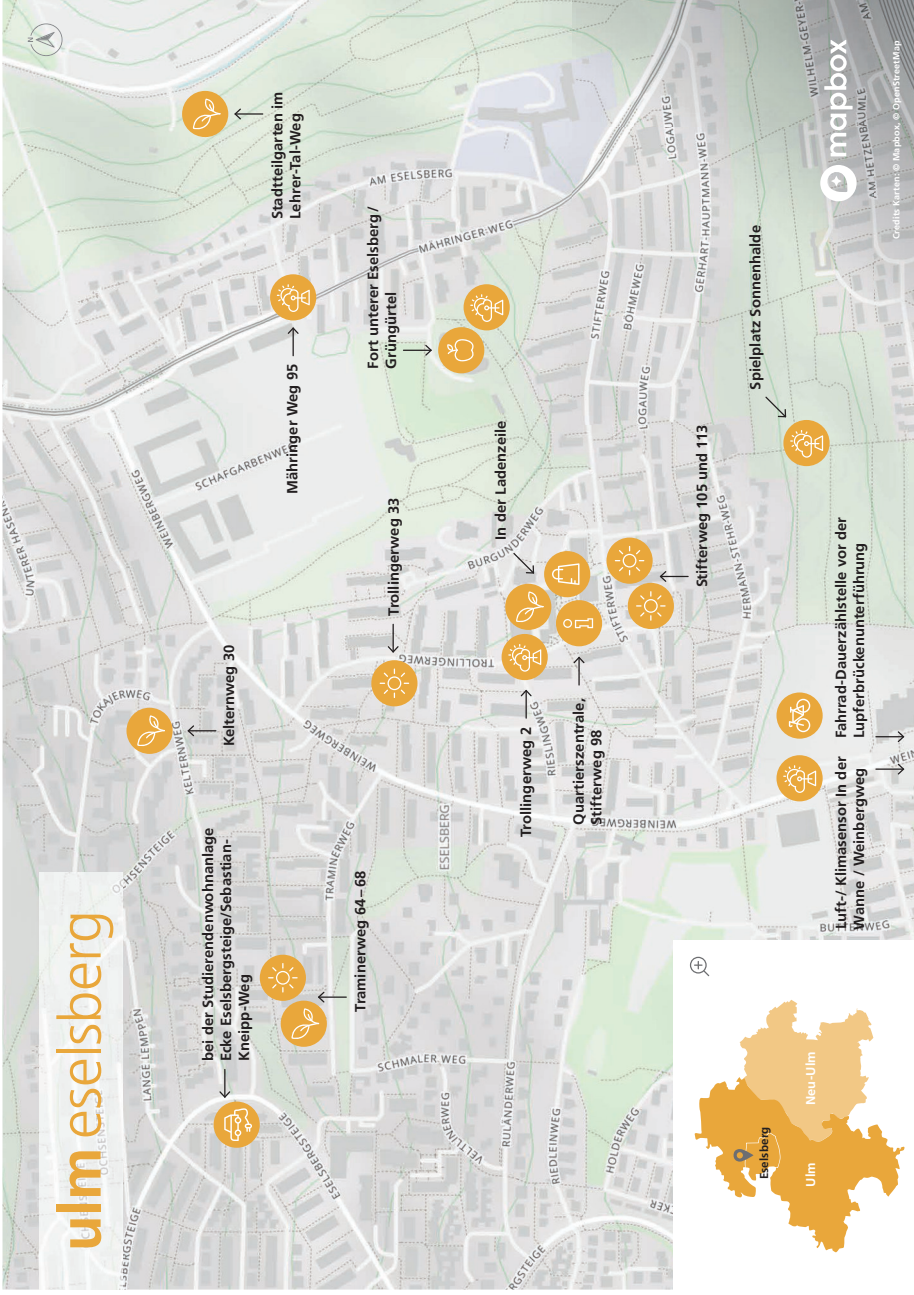 ulm eselsberg
N
bei der Studierendenwohnanlage
Ecke Eselsbergsteige/Sebastian-
Kneipp-Weg
Traminerweg 64–68
Kelternweg 30
Trollingerweg 33
Mähringer Weg 95
Stadtteilgarten im
Lehrer-Tal-Weg
Fort unterer Eselsberg/
Grüngürtel
In der Ladenzeile
Trollingerweg 2
Quartierszentrale,
Stifterweg 98
Stifterweg 105 und 113
Spielplatz Sonnenhalde
Luft-/ Klimasensor In der
Wanne / Weinbergweg
Fahrrad-Dauerzählstelle vor der
Lupferbrückenunterführung
OCHSENSTEIGE
LANGE LEMPPEN
ESELSBERGSTEIGE
SCHMALER WEG
VELTLINERWEG
RULÄNDERWEG
RIEDLEINWEG
HOLDERWEG
TRAMINERWEG
ESELSBERG
KELTERNWEG
TOKAJERWEG
WEINBERGWEG
WEINBERGWEG
WEINBERGWEG
SCHAFGARBENWEG
TROLLINGERWEG
RIESLINGWEG
BURGUNDERWEG
STIFTERWEG
STIFTERWEG
BÖHMEWEG
LOGAUWEG
LOGAUWEG
GERHART-HAUPTMANN-WEG
HERMANN-STEHR-WEG
MÄHRINGER-WEG
AM ESELSBERG
AM HETZENBÄUMLE
WILHELM-GEYER-
Eselsberg
Ulm
Neu-Ulm
mapbox
Credits Karten: © Mapbox, © OpenStreetMap